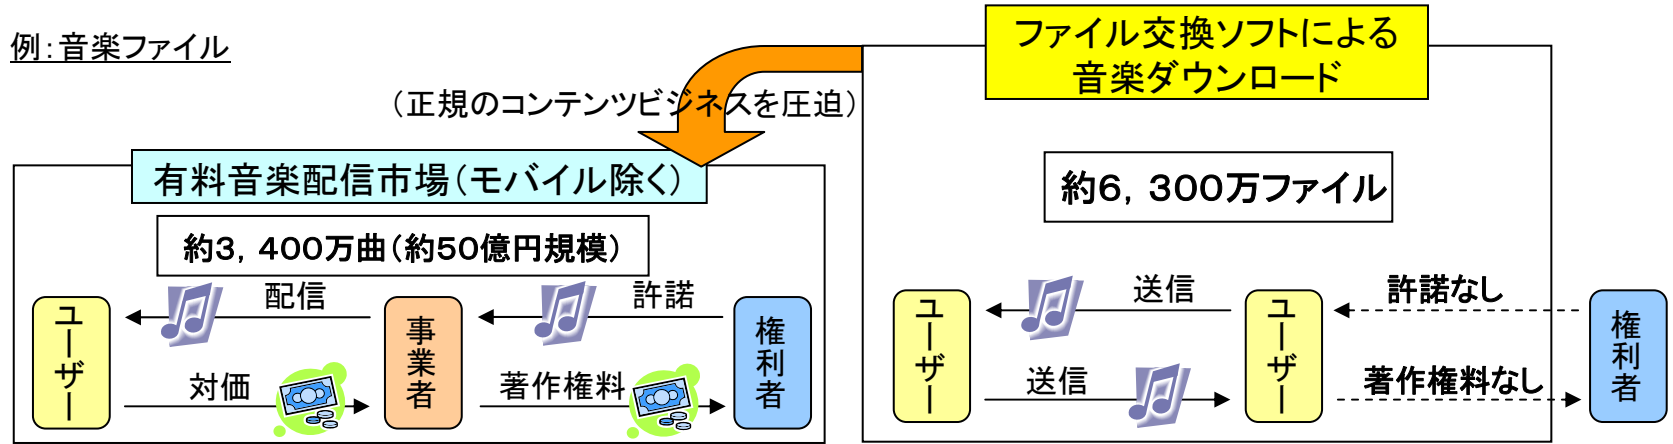 例：音楽ファイル
ファイル交換ソフトによる
音楽ダウンロード
（正規のコンテンツビジネスを圧迫）
有料音楽配信市場（モバイル除く）
約３，４００万曲（約５０億円規模）
配信
許諾
ユーザー
事業者
権利者
対価
著作権料
約６，３００万ファイル
送信
許諾なし
ユーザー
ユーザー
権利者
送信
著作権料なし